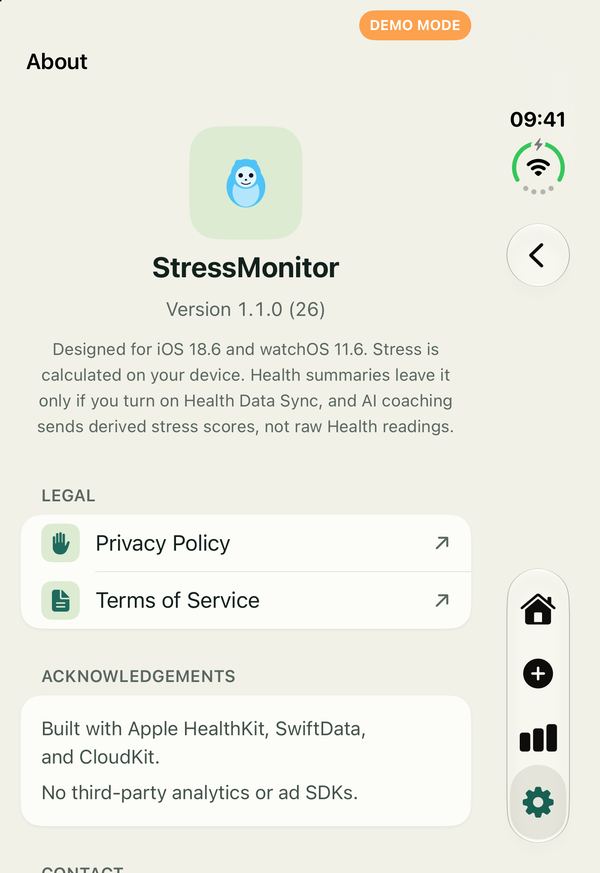 DEMO MODE
About
09:41
StressMonitor
Version 1.1.0 (26)
Designed for iOS 18.6 and watchOS 11.6. Stress is
calculated on your device. Health summaries leave it
only if you turn on Health Data Sync, and AI coaching
sends derived stress scores, not raw Health readings.
LEGAL
Privacy Policy
Terms of Service
ACKNOWLEDGEMENTS
Built with Apple HealthKit, SwiftData,
and CloudKit.
No third-party analytics or ad SDKs.
CONTACT